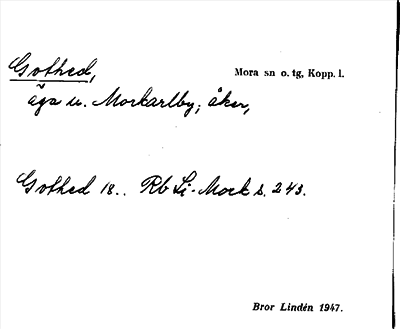 Gothed, Mora sn o. tg, Kopp. l.
äga u. Morkarlby; åker,
Gothed 18.. Rb Li-Mork s. 243.
Bror Lindén 1947.